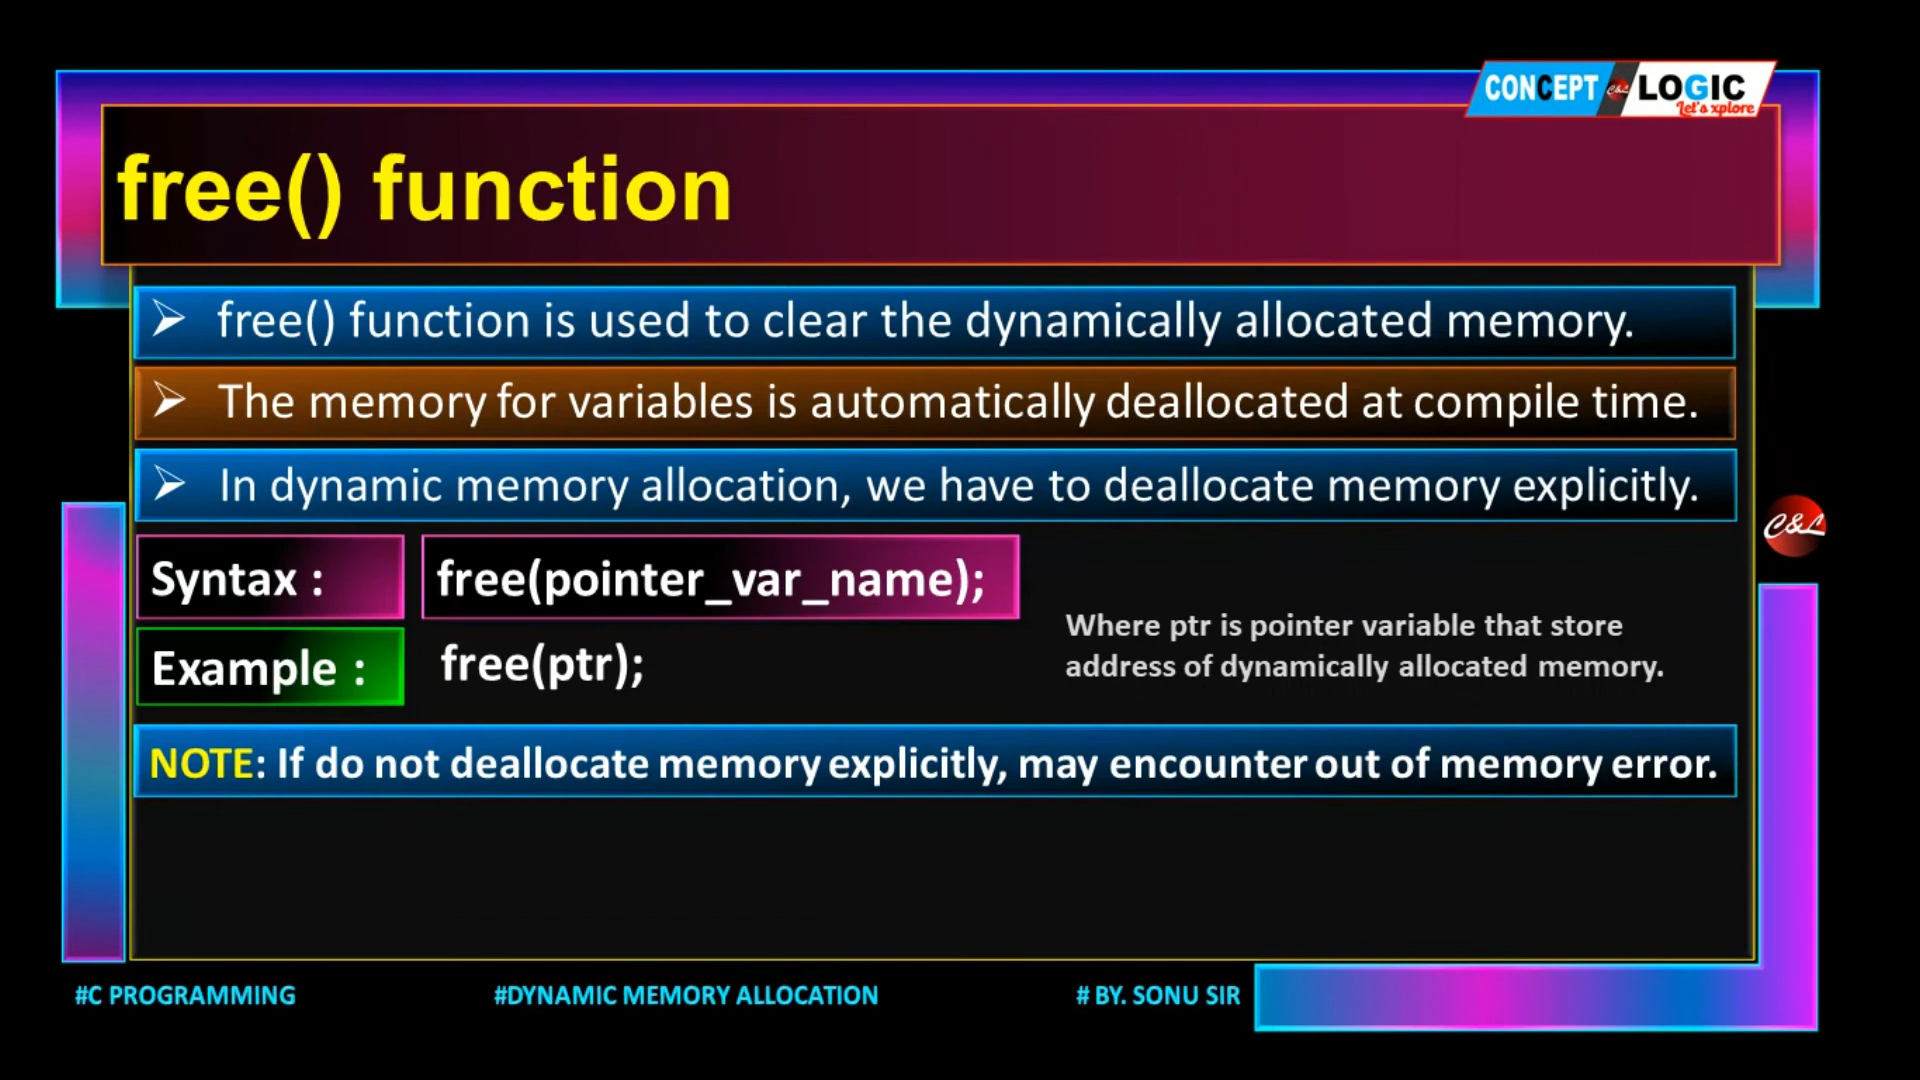 CONCEPT C&L LOGIC
Let's xplore
free() function
➢ free() function is used to clear the dynamically allocated memory.
➢ The memory for variables is automatically deallocated at compile time.
➢ In dynamic memory allocation, we have to deallocate memory explicitly.
Syntax : free(pointer_var_name);
Example : free(ptr);
Where ptr is pointer variable that store
address of dynamically allocated memory.
NOTE: If do not deallocate memory explicitly, may encounter out of memory error.
C&L
#C PROGRAMMING #DYNAMIC MEMORY ALLOCATION # BY. SONU SIR